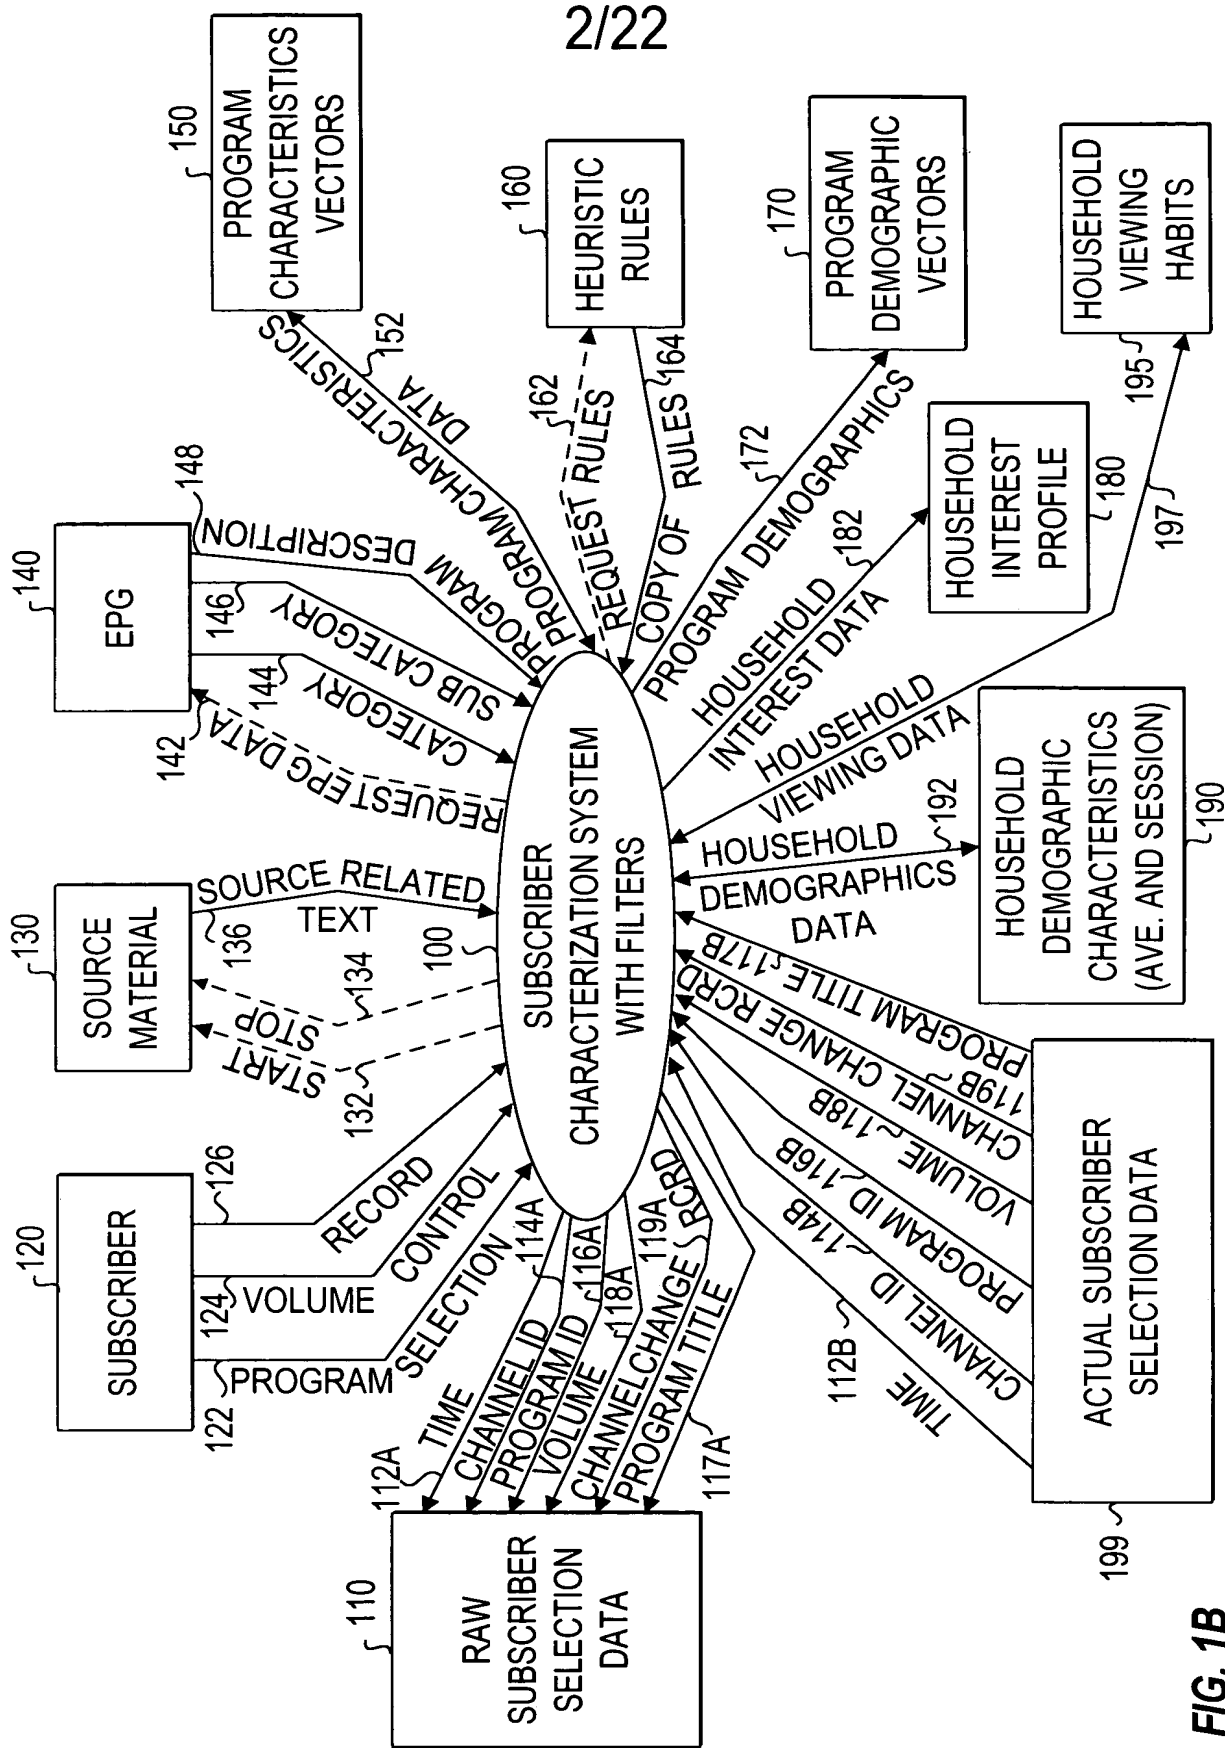 2/22
110
RAW
SUBSCRIBER
SELECTION
DATA
120
SUBSCRIBER
122
PROGRAM
SELECTION
124
VOLUME
CONTROL
126
RECORD
130
SOURCE
MATERIAL
132
START
STOP
134
136
SOURCE RELATED
TEXT
140
EPG
142
REQUEST EPG DATA
144
CATEGORY
146
SUB CATEGORY
148
PROGRAM DESCRIPTION
150
PROGRAM
CHARACTERISTICS
VECTORS
152
PROGRAM CHARACTERISTICS
DATA
160
HEURISTIC
RULES
162
REQUEST RULES
164
COPY OF RULES
170
PROGRAM
DEMOGRAPHIC
VECTORS
172
PROGRAM DEMOGRAPHICS
HOUSEHOLD
INTEREST
PROFILE
180
HOUSEHOLD
INTEREST DATA
182
HOUSEHOLD
VIEWING
HABITS
195
HOUSEHOLD
VIEWING DATA
197
HOUSEHOLD
DEMOGRAPHIC
CHARACTERISTICS
(AVE. AND SESSION)
190
HOUSEHOLD
DEMOGRAPHICS
DATA
192
100
SUBSCRIBER
CHARACTERIZATION SYSTEM
WITH FILTERS
112A
TIME
CHANNEL ID
114A
PROGRAM ID
116A
VOLUME
118A
CHANNEL CHANGE RCRD
119A
PROGRAM TITLE
117A
ACTUAL SUBSCRIBER
SELECTION DATA
199
TIME
112B
CHANNEL ID 114B
PROGRAM ID 116B
VOLUME 118B
CHANNEL CHANGE RCRD
119B
PROGRAM TITLE 117B
FIG. 1B